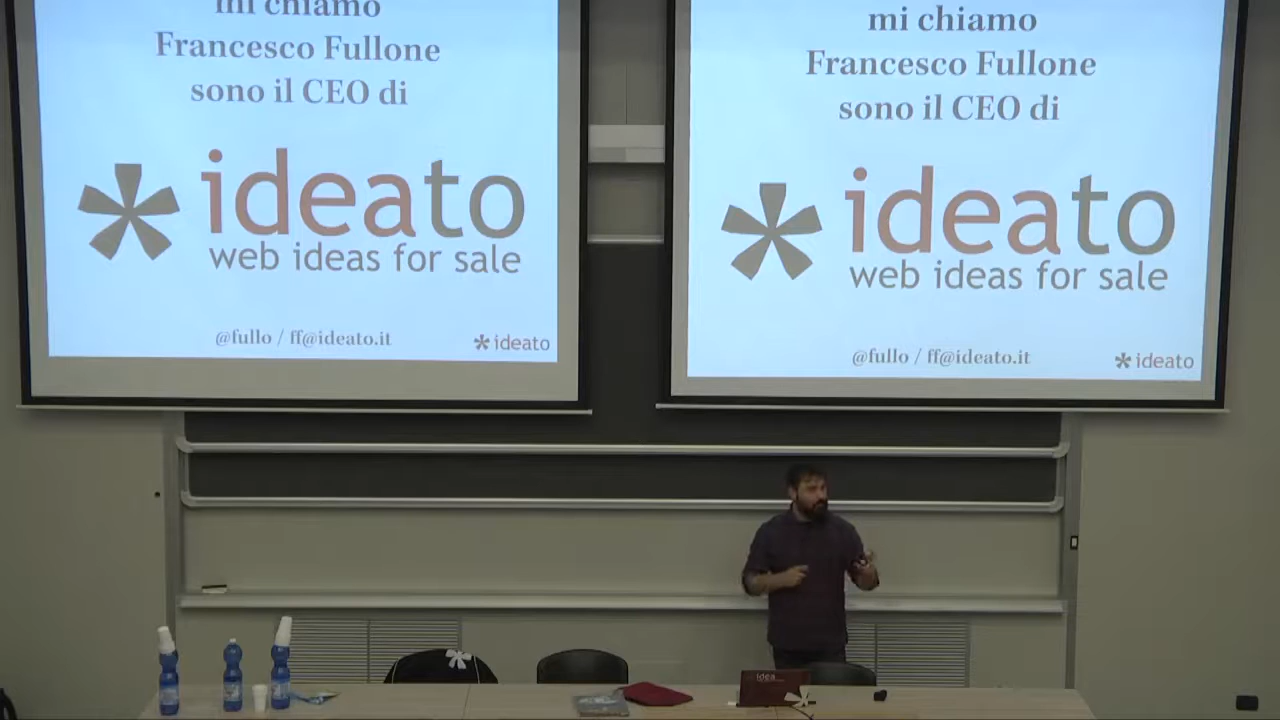 mi chiamo
Francesco Fullone
sono il CEO di
ideato
web ideas for sale
@fullo / ff@ideato.it
ideato
mi chiamo
Francesco Fullone
sono il CEO di
ideato
web ideas for sale
@fullo / ff@ideato.it
ideato
idea